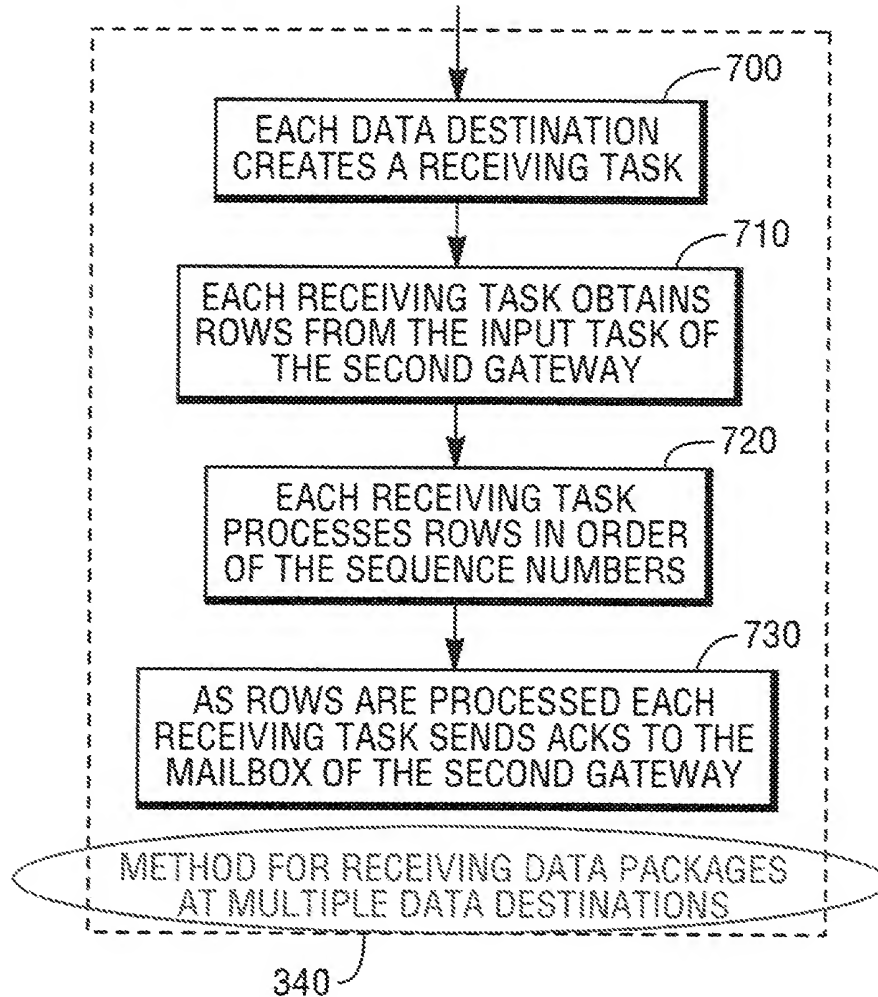 700
EACH DATA DESTINATION
CREATES A RECEIVING TASK
710
EACH RECEIVING TASK OBTAINS
ROWS FROM THE INPUT TASK OF
THE SECOND GATEWAY
720
EACH RECEIVING TASK
PROCESSES ROWS IN ORDER
OF THE SEQUENCE NUMBERS
730
AS ROWS ARE PROCESSED EACH
RECEIVING TASK SENDS ACKS TO THE
MAILBOX OF THE SECOND GATEWAY
METHOD FOR RECEIVING DATA PACKAGES
AT MULTIPLE DATA DESTINATIONS
340